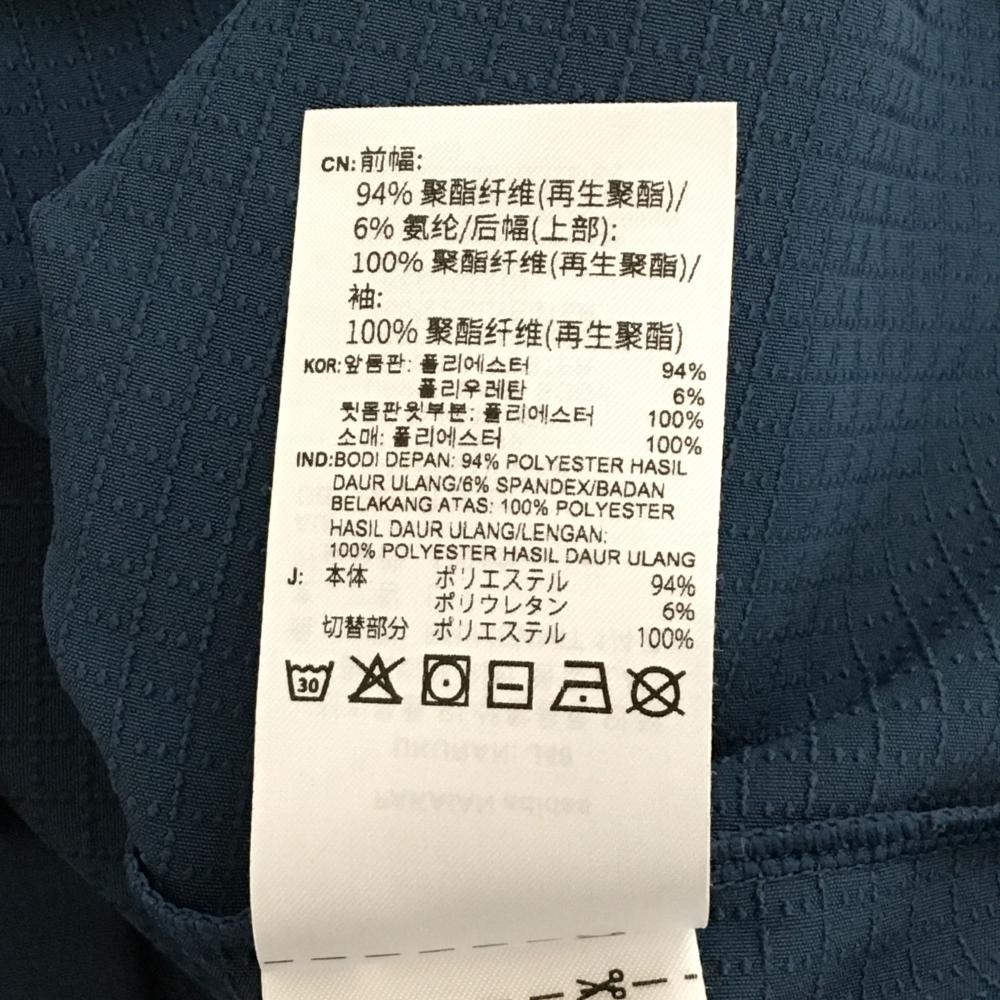 CN: 前幅:
94% 聚酯纤维(再生聚酯)/
6% 氨纶/后幅(上部):
100% 聚酯纤维(再生聚酯)/
袖:
100% 聚酯纤维(再生聚酯)
KOR: 앞몸판: 폴리에스터 94%
폴리우레탄 6%
뒷몸판윗부분: 폴리에스터 100%
소매: 폴리에스터 100%
IND: BODI DEPAN: 94% POLYESTER HASIL
DAUR ULANG/6% SPANDEX/BADAN
BELAKANG ATAS: 100% POLYESTER
HASIL DAUR ULANG/LENGAN:
100% POLYESTER HASIL DAUR ULANG
J: 本体 ポリエステル 94%
ポリウレタン 6%
切替部分 ポリエステル 100%
30
UKURAN: J48
PAKAIAN adidas